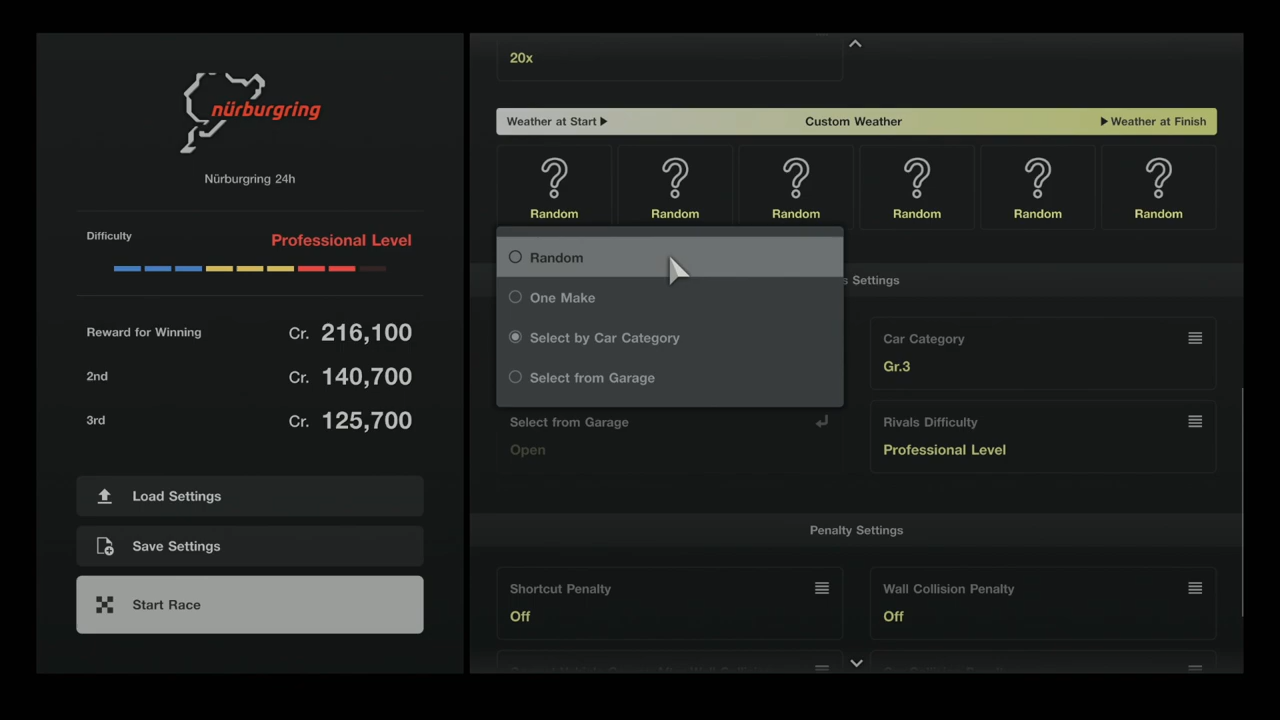 nürburgring
Nürburgring 24h
Difficulty
Professional Level
Reward for Winning Cr. 216,100
2nd Cr. 140,700
3rd Cr. 125,700
Load Settings
Save Settings
Start Race
20x
Weather at Start
Custom Weather
Weather at Finish
Random Random Random Random Random Random
s Settings
Random
One Make
Select by Car Category
Select from Garage
Car Category
Gr.3
Select from Garage
Open
Rivals Difficulty
Professional Level
Penalty Settings
Shortcut Penalty
Off
Wall Collision Penalty
Off